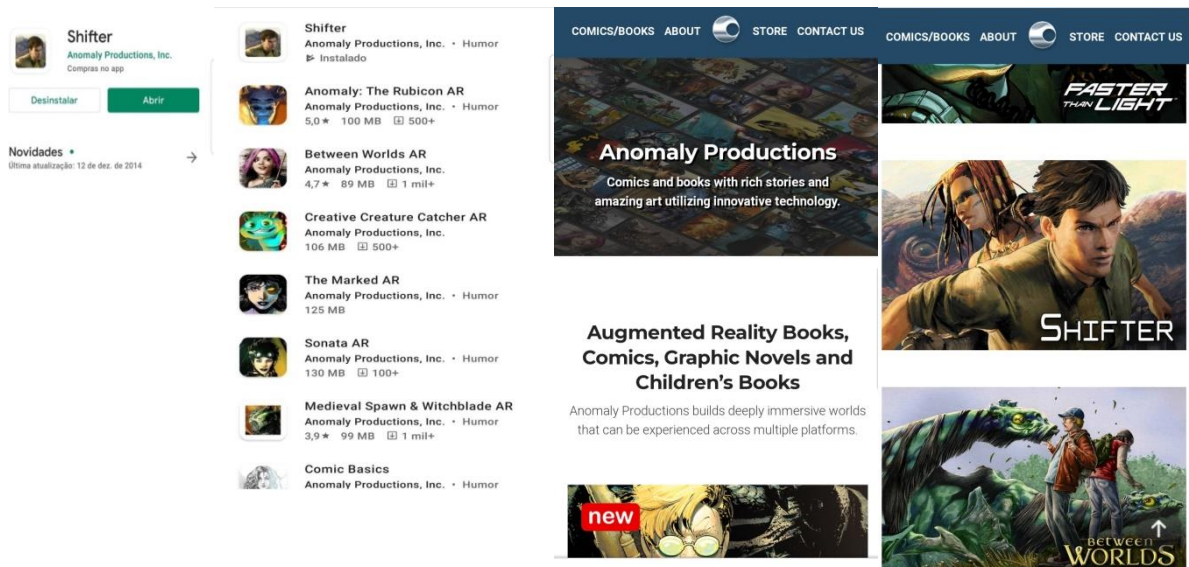 Shifter
Anomaly Productions, Inc.
Compras no app
Desinstalar
Abrir
Novidades •
Última atualização: 12 de dez. de 2014
Shifter
Anomaly Productions, Inc. • Humor
Instalado
Anomaly: The Rubicon AR
Anomaly Productions, Inc. • Humor
5,0★ 100 MB 500+
Between Worlds AR
Anomaly Productions, Inc.
4,7★ 89 MB 1 mil+
Creative Creature Catcher AR
Anomaly Productions, Inc.
106 MB 500+
The Marked AR
Anomaly Productions, Inc. • Humor
125 MB
Sonata AR
Anomaly Productions, Inc. • Humor
130 MB 100+
Medieval Spawn & Witchblade AR
Anomaly Productions, Inc. • Humor
3,9★ 99 MB 1 mil+
Comic Basics
Anomaly Productions, Inc. • Humor
COMICS/BOOKS ABOUT STORE CONTACT US
Anomaly Productions
Comics and books with rich stories and
amazing art utilizing innovative technology.
Augmented Reality Books,
Comics, Graphic Novels and
Children's Books
Anomaly Productions builds deeply immersive worlds
that can be experienced across multiple platforms.
new
COMICS/BOOKS ABOUT STORE CONTACT US
FASTER
THAN LIGHT
SHIFTER
BETWEEN
WORLDS